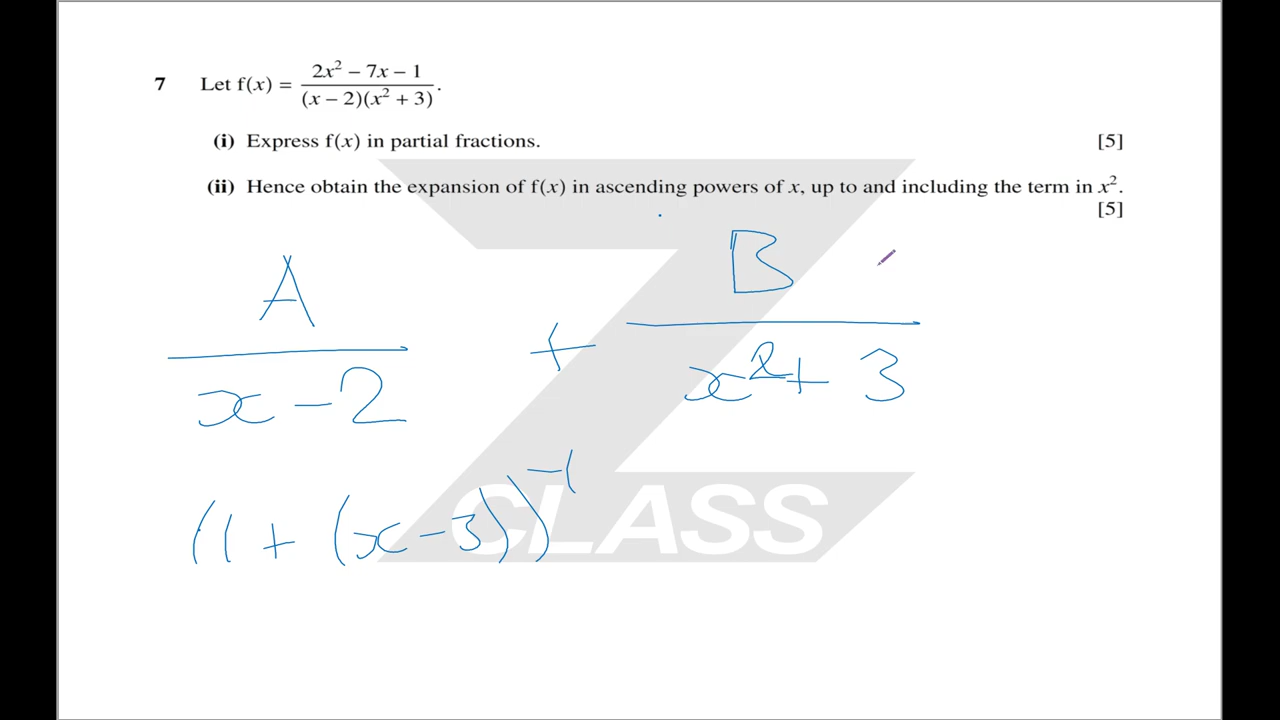 7 Let f(x) = (2x² − 7x − 1)/((x − 2)(x² + 3)).
(i) Express f(x) in partial fractions. [5]
(ii) Hence obtain the expansion of f(x) in ascending powers of x, up to and including the term in x².
[5]
A/(x − 2) + B/(x² + 3)
(1 + (x − 3))⁻¹
CLASS